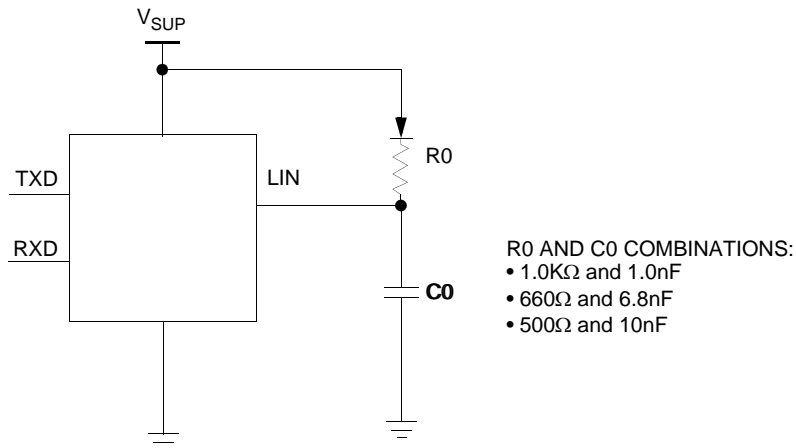 VSUP
R0
TXD
LIN
RXD
C0
R0 AND C0 COMBINATIONS:
• 1.0KΩ and 1.0nF
• 660Ω and 6.8nF
• 500Ω and 10nF